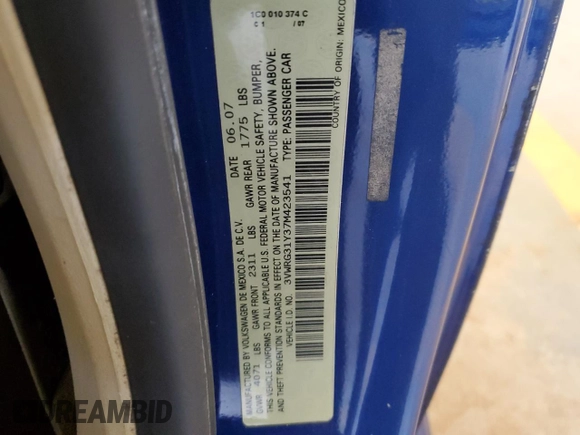 MANUFACTURED BY VOLKSWAGEN DE MEXICO S.A. DE C.V. DATE 06.07
GVWR 4071 LBS GAWR FRONT 2311 LBS GAWR REAR 1775 LBS
THIS VEHICLE CONFORMS TO ALL APPLICABLE U.S. FEDERAL MOTOR VEHICLE SAFETY, BUMPER,
AND THEFT PREVENTION STANDARDS IN EFFECT ON THE DATE OF MANUFACTURE SHOWN ABOVE.
VEHICLE I.D. NO. 3VWRG31Y37M423541 TYPE: PASSENGER CAR
COUNTRY OF ORIGIN: MEXICO
1C0 010 374 C
/ 07
DREAMBID